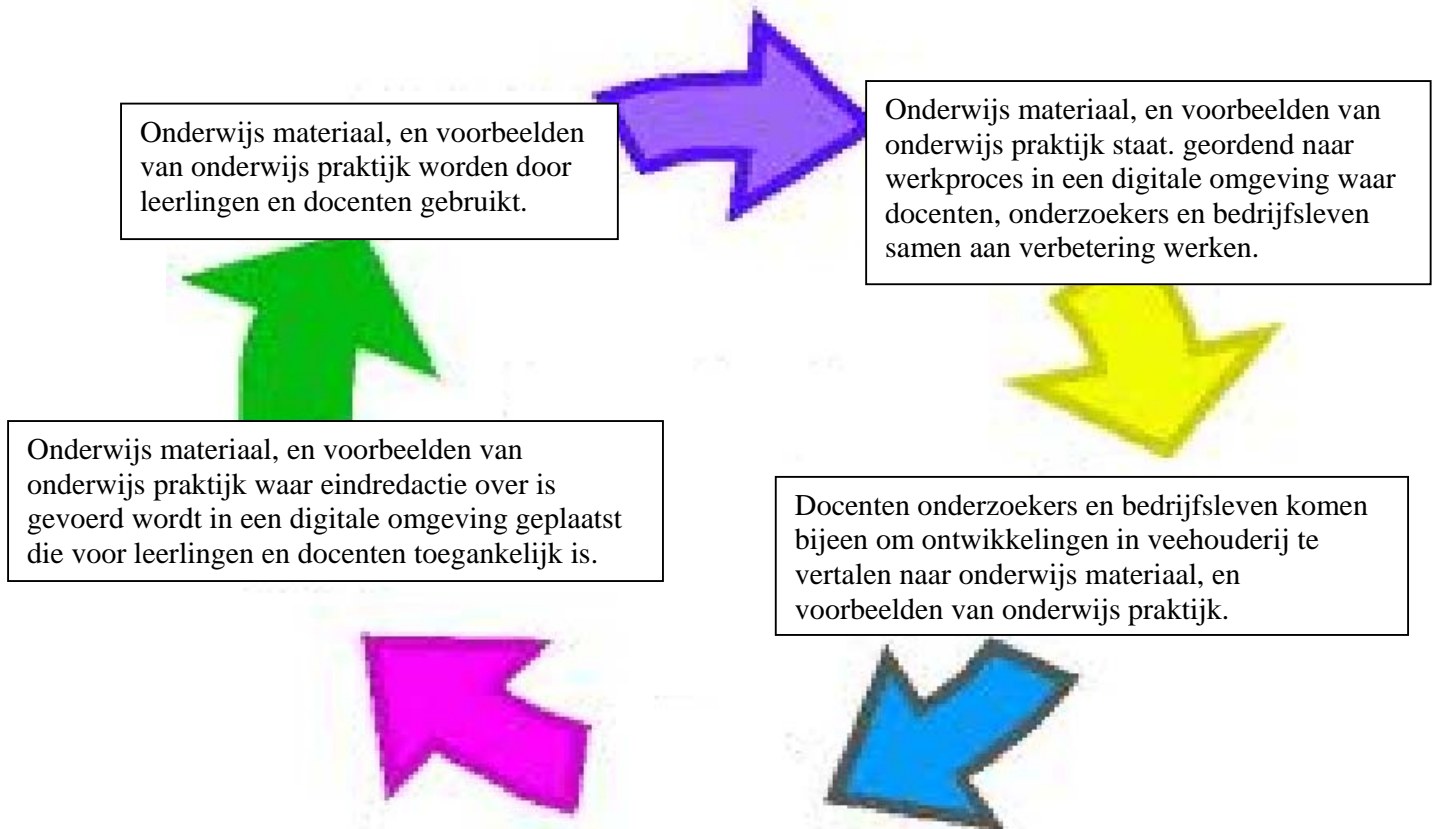 Onderwijs materiaal, en voorbeelden
van onderwijs praktijk worden door
leerlingen en docenten gebruikt.
Onderwijs materiaal, en voorbeelden van
onderwijs praktijk staat. geordend naar
werkproces in een digitale omgeving waar
docenten, onderzoekers en bedrijfsleven
samen aan verbetering werken.
Onderwijs materiaal, en voorbeelden van
onderwijs praktijk waar eindredactie over is
gevoerd wordt in een digitale omgeving geplaatst
die voor leerlingen en docenten toegankelijk is.
Docenten onderzoekers en bedrijfsleven komen
bijeen om ontwikkelingen in veehouderij te
vertalen naar onderwijs materiaal, en
voorbeelden van onderwijs praktijk.